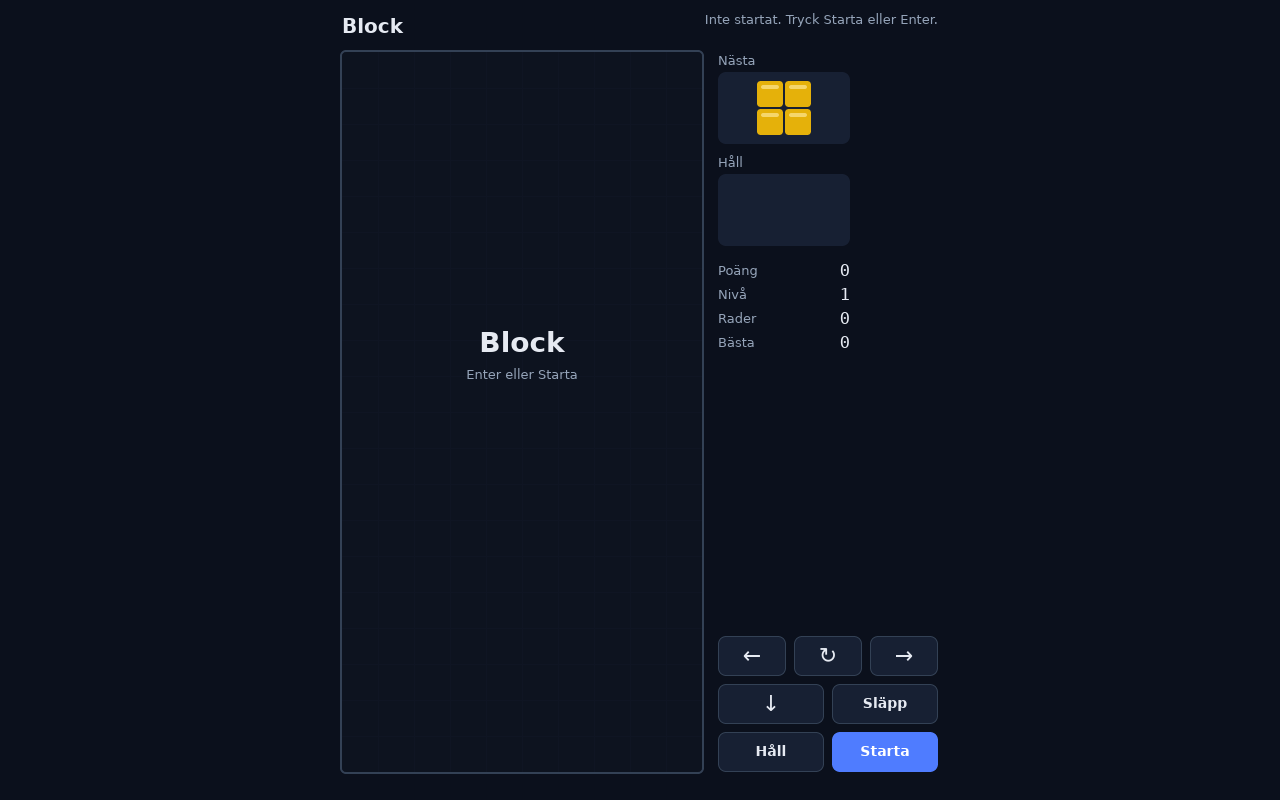 Block
Inte startat. Tryck Starta eller Enter.
Nästa
Håll
Poäng 0
Nivå 1
Rader 0
Bästa 0
Block
Enter eller Starta
← ↻ →
↓ Släpp
Håll Starta